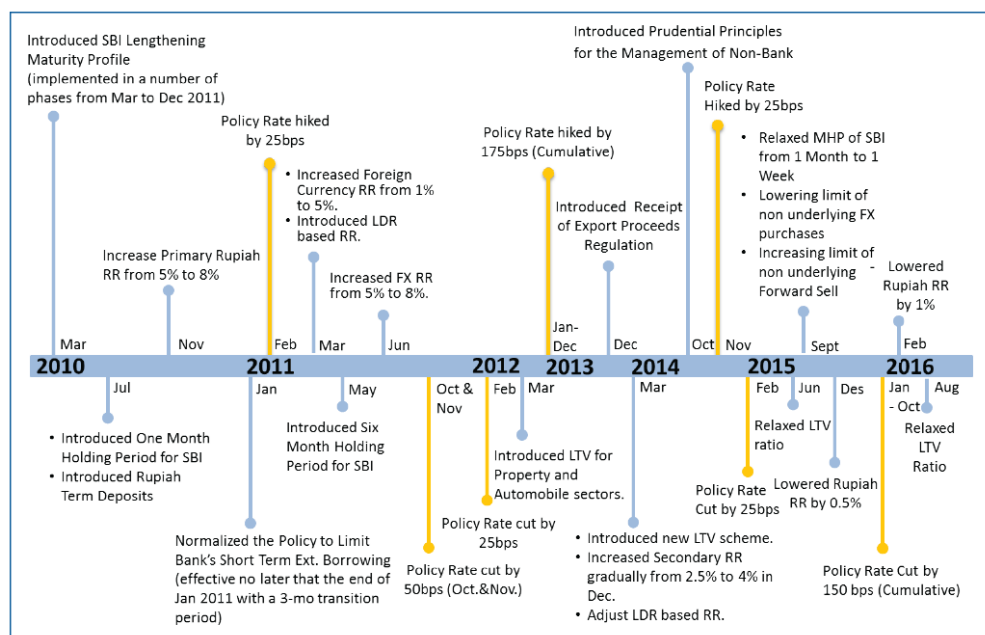 Introduced SBI Lengthening
Maturity Profile
(implemented in a number of
phases from Mar to Dec 2011)
Policy Rate hiked
by 25bps
Increase Primary Rupiah
RR from 5% to 8%
• Increased Foreign
Currency RR from 1%
to 5%.
• Introduced LDR
based RR.
Increased FX RR
from 5% to 8%.
Policy Rate hiked by
175bps (Cumulative)
Introduced Receipt
of Export Proceeds
Regulation
Introduced Prudential Principles
for the Management of Non-Bank
Policy Rate
Hiked by 25bps
• Relaxed MHP of SBI
from 1 Month to 1
Week
• Lowering limit of
non underlying FX
purchases
• Increasing limit of
non underlying -
Forward Sell
Lowered
Rupiah RR
by 1%
Mar
Nov
Feb
Mar
Jun
Jan-
Dec
Dec
Oct
Nov
Sept
Feb
2010
2011
2012
2013
2014
2015
2016
Jul
Jan
May
Oct &
Nov
Feb
Mar
Mar
Feb
Jun
Des
Jan
- Oct
Aug
• Introduced One Month
Holding Period for SBI
• Introduced Rupiah
Term Deposits
Normalized the Policy to Limit
Bank's Short Term Ext. Borrowing
(effective no later that the end of
Jan 2011 with a 3-mo transition
period)
Introduced Six
Month Holding
Period for SBI
Policy Rate cut by
50bps (Oct.&Nov.)
Policy Rate cut by
25bps
Introduced LTV for
Property and
Automobile sectors.
• Introduced new LTV scheme.
• Increased Secondary RR
gradually from 2.5% to 4% in
Dec.
• Adjust LDR based RR.
Policy Rate
Cut by 25bps
Relaxed LTV
ratio
Lowered Rupiah
RR by 0.5%
Policy Rate Cut by
150 bps (Cumulative)
Relaxed
LTV
Ratio